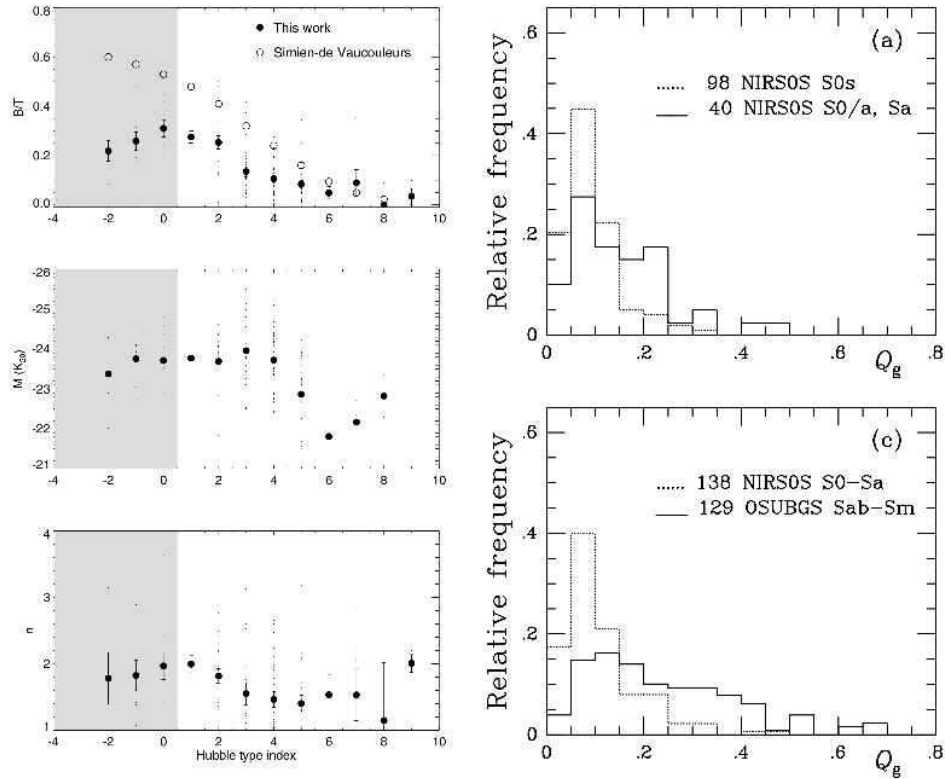 0.8
0.6
0.4
0.2
0.0
B/T
This work
Simien-de Vaucouleurs
-4 -2 0 2 4 6 8 10
-26
-25
-24
-23
-22
-21
M (K20)
-4 -2 0 2 4 6 8 10
4
3
2
1
n
-4 -2 0 2 4 6 8 10
Hubble type index
(a)
98 NIRS0S S0s
40 NIRS0S S0/a, Sa
Relative frequency
.6
.4
.2
0
0 .2 .4 .6 .8
Qg
(c)
138 NIRS0S S0−Sa
129 OSUBGS Sab−Sm
Relative frequency
.6
.4
.2
0
0 .2 .4 .6 .8
Qg